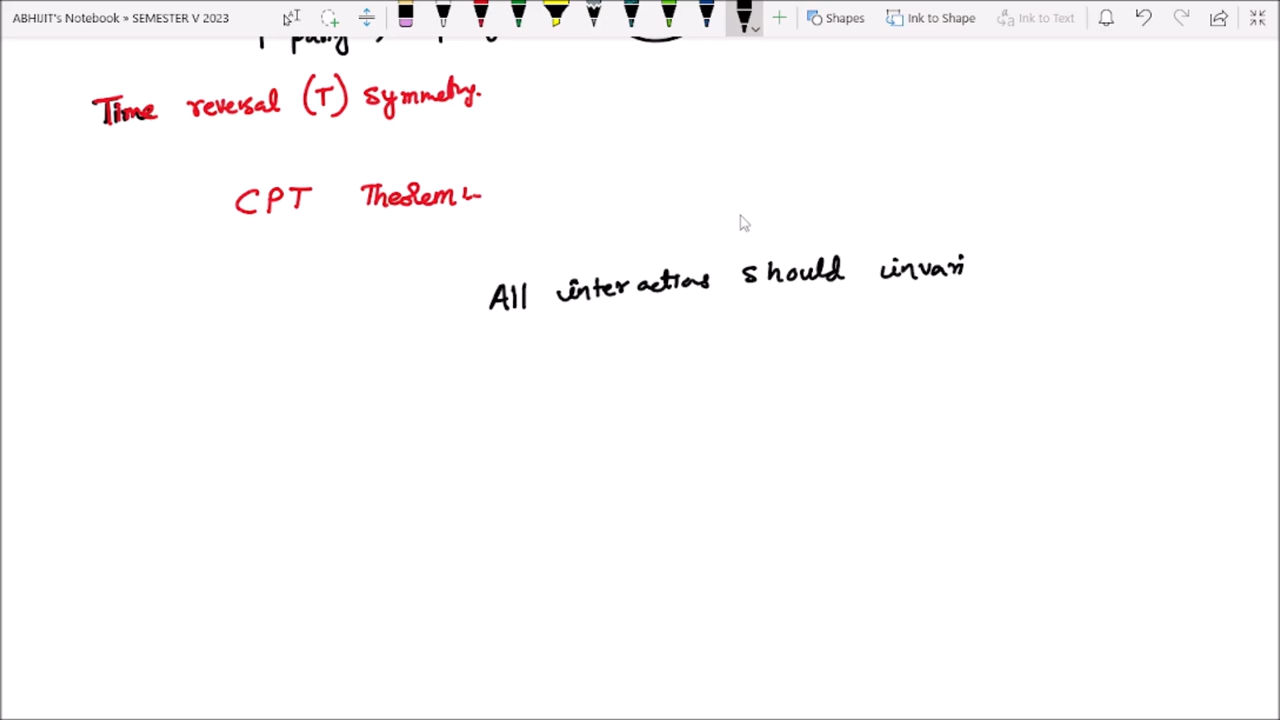 ABHIJIT's Notebook » SEMESTER V 2023
Shapes
Ink to Shape
Ink to Text
Time reversal (T) symmetry.
CPT Theorem :-
All interactions should invari